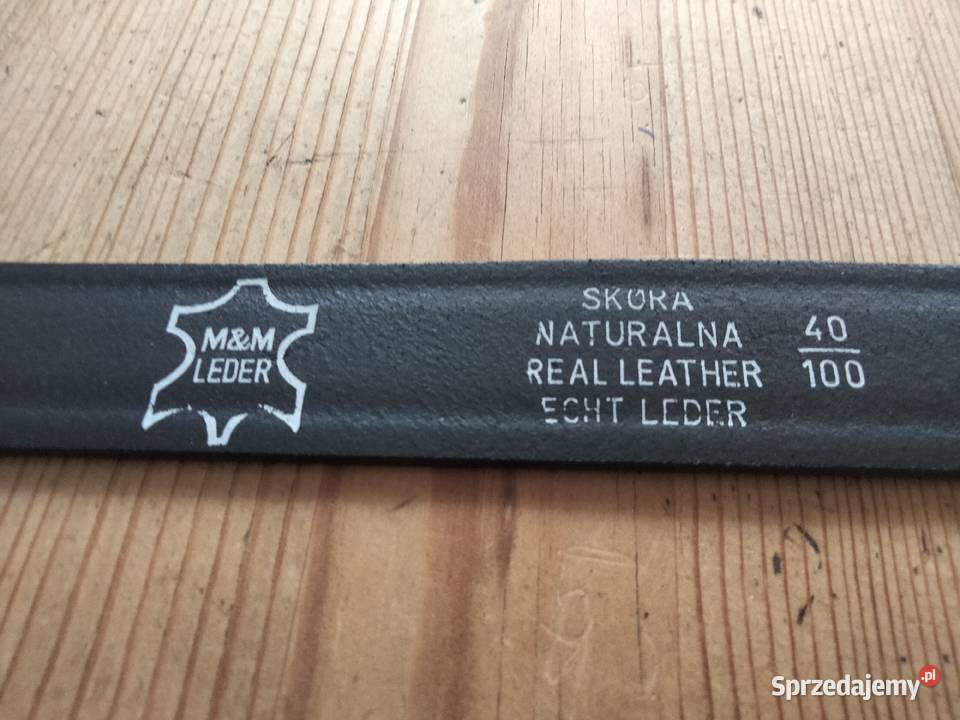 M&M
LEDER
SKÓRA
NATURALNA
REAL LEATHER
ECHT LEDER
40
100
Sprzedajemy.pl